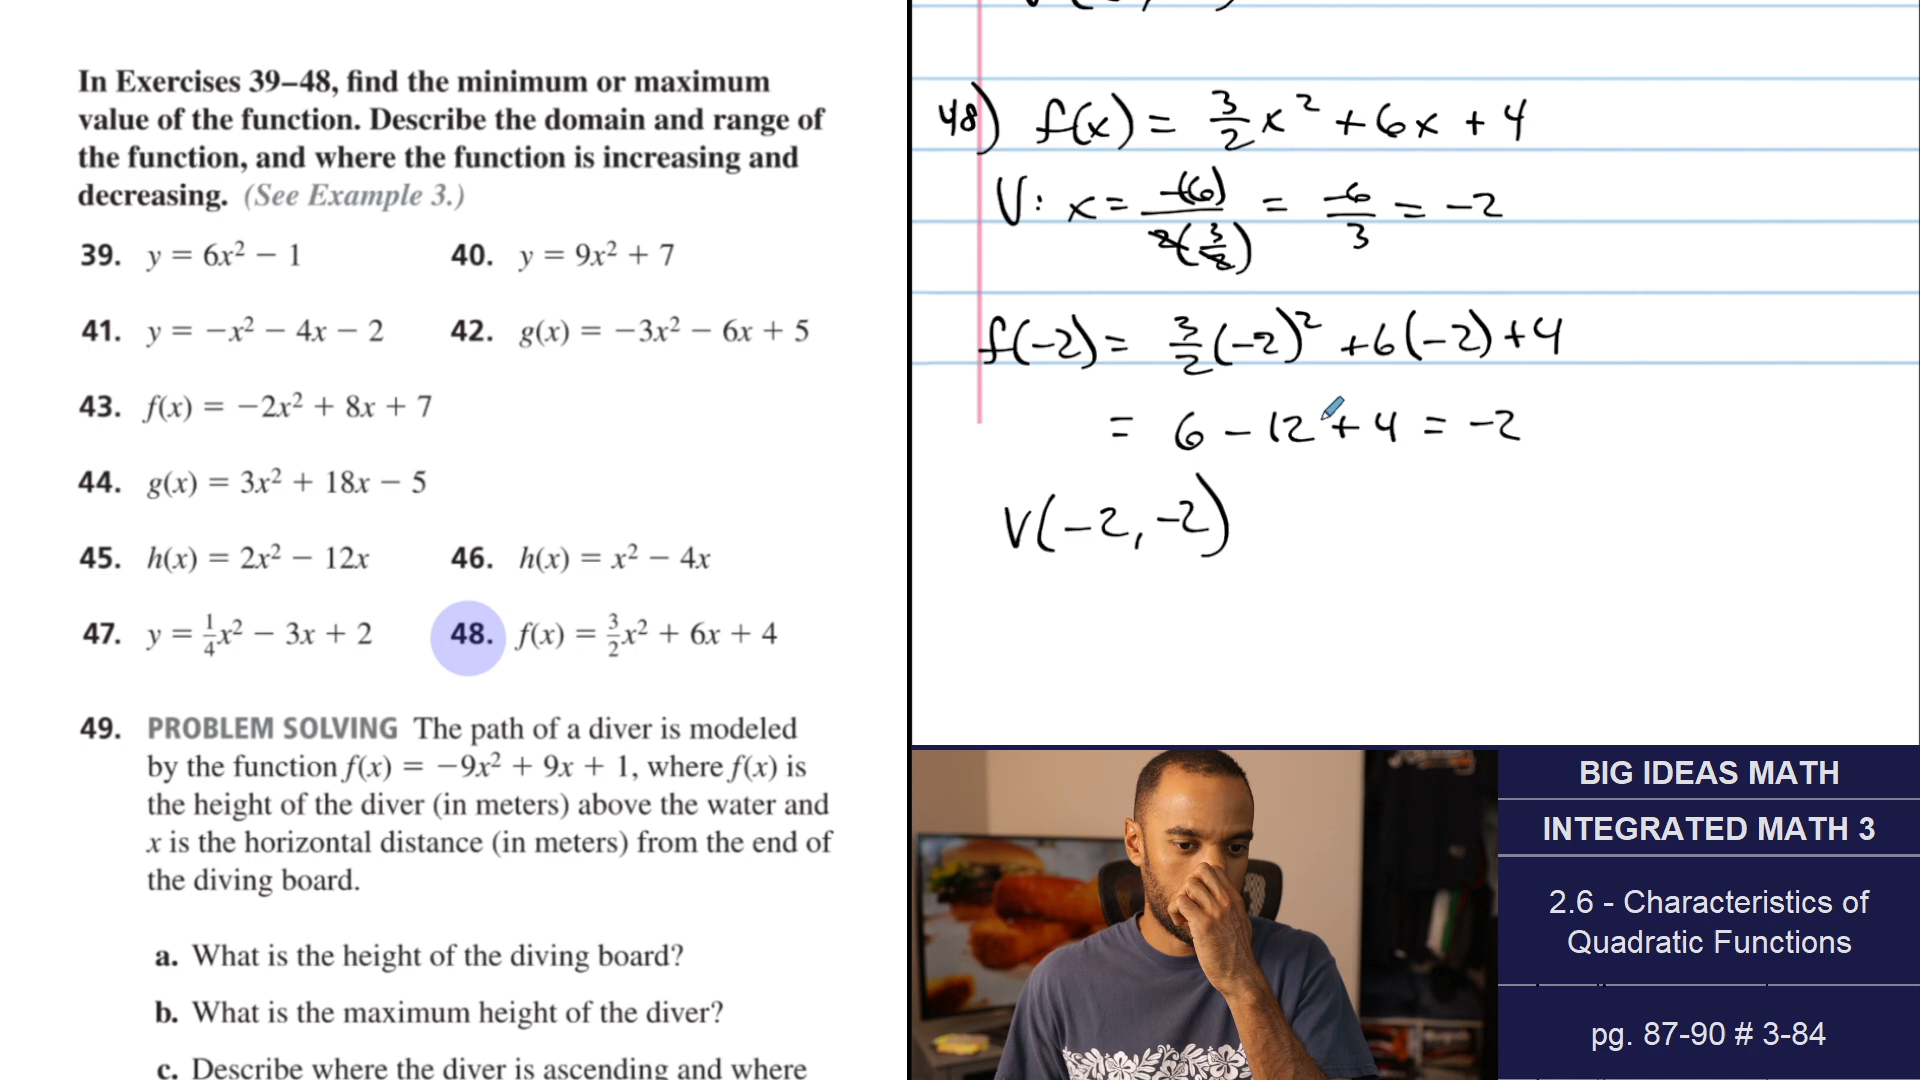 In Exercises 39–48, find the minimum or maximum
value of the function. Describe the domain and range of
the function, and where the function is increasing and
decreasing. (See Example 3.)
39. y = 6x² − 1
40. y = 9x² + 7
41. y = −x² − 4x − 2
42. g(x) = −3x² − 6x + 5
43. f(x) = −2x² + 8x + 7
44. g(x) = 3x² + 18x − 5
45. h(x) = 2x² − 12x
46. h(x) = x² − 4x
47. y = 1/4x² − 3x + 2
48. f(x) = 3/2x² + 6x + 4
49. PROBLEM SOLVING The path of a diver is modeled
by the function f(x) = −9x² + 9x + 1, where f(x) is
the height of the diver (in meters) above the water and
x is the horizontal distance (in meters) from the end of
the diving board.
a. What is the height of the diving board?
b. What is the maximum height of the diver?
c. Describe where the diver is ascending and where
48) f(x) = 3/2 x² + 6x + 4
V: x = -(6)/2(3/2) = -6/3 = -2
f(-2) = 3/2(-2)² + 6(-2) + 4
= 6 - 12 + 4 = -2
V(-2, -2)
BIG IDEAS MATH
INTEGRATED MATH 3
2.6 - Characteristics of
Quadratic Functions
pg. 87-90 # 3-84